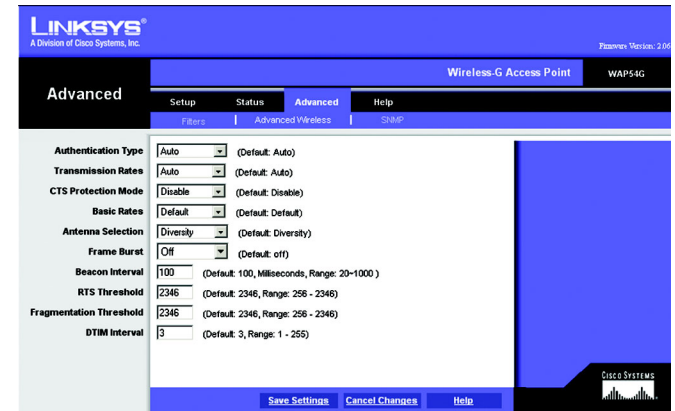 LINKSYS®
A Division of Cisco Systems, Inc.
Firmware Version: 2.06
Wireless-G Access Point WAP54G
Advanced
Setup Status Advanced Help
Filters | Advanced Wireless | SNMP
Authentication Type Auto (Default: Auto)
Transmission Rates Auto (Default: Auto)
CTS Protection Mode Disable (Default: Disable)
Basic Rates Default (Default: Default)
Antenna Selection Diversity (Default: Diversity)
Frame Burst Off (Default: off)
Beacon Interval 100 (Default: 100, Milliseconds, Range: 20~1000 )
RTS Threshold 2346 (Default: 2346, Range: 256 - 2346)
Fragmentation Threshold 2346 (Default: 2346, Range: 256 - 2346)
DTIM Interval 3 (Default: 3, Range: 1 - 255)
Save Settings Cancel Changes Help
CISCO SYSTEMS